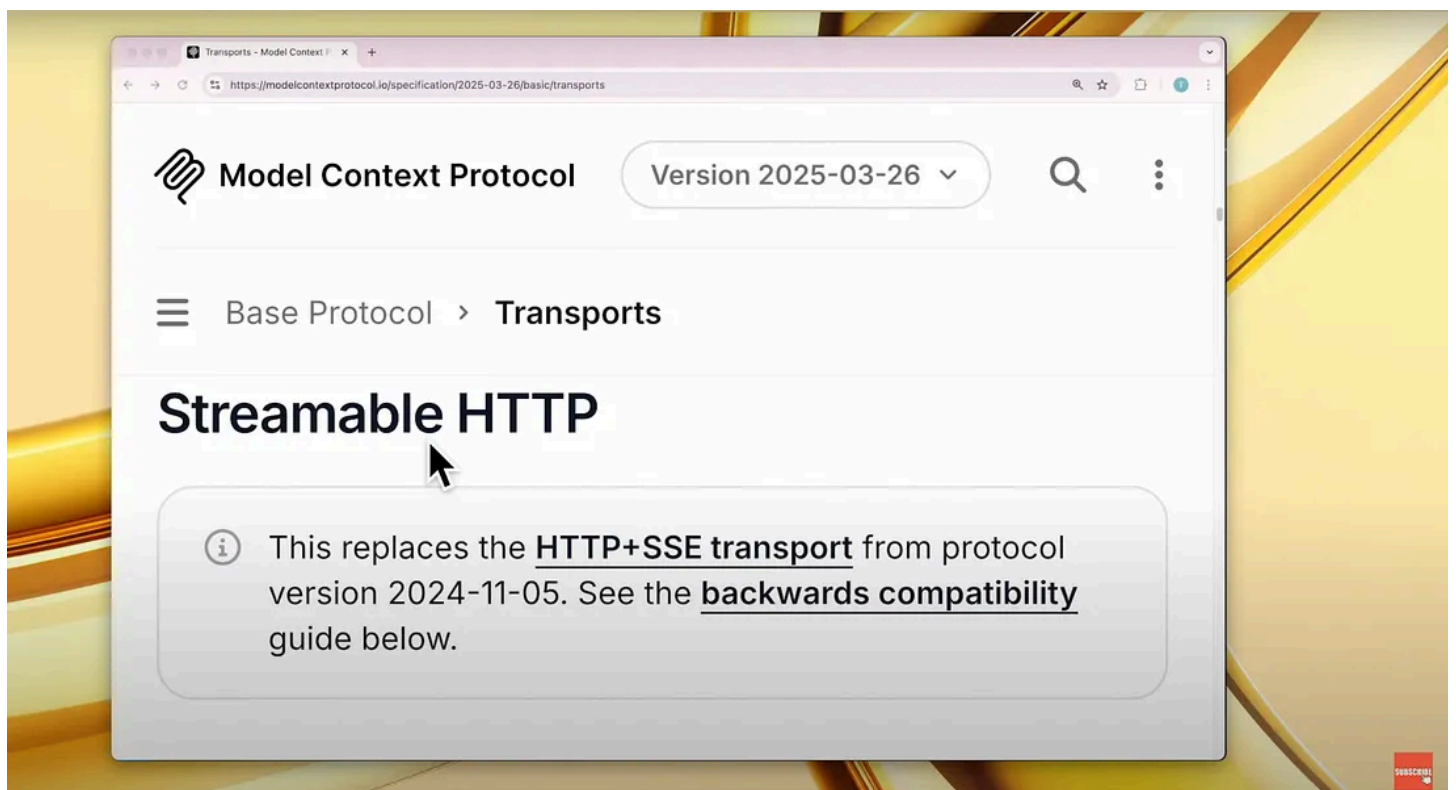 Transports - Model Context P
https://modelcontextprotocol.io/specification/2025-03-26/basic/transports
Model Context Protocol
Version 2025-03-26
Base Protocol > Transports
Streamable HTTP
This replaces the HTTP+SSE transport from protocol
version 2024-11-05. See the backwards compatibility
guide below.
SUBSCRIBE